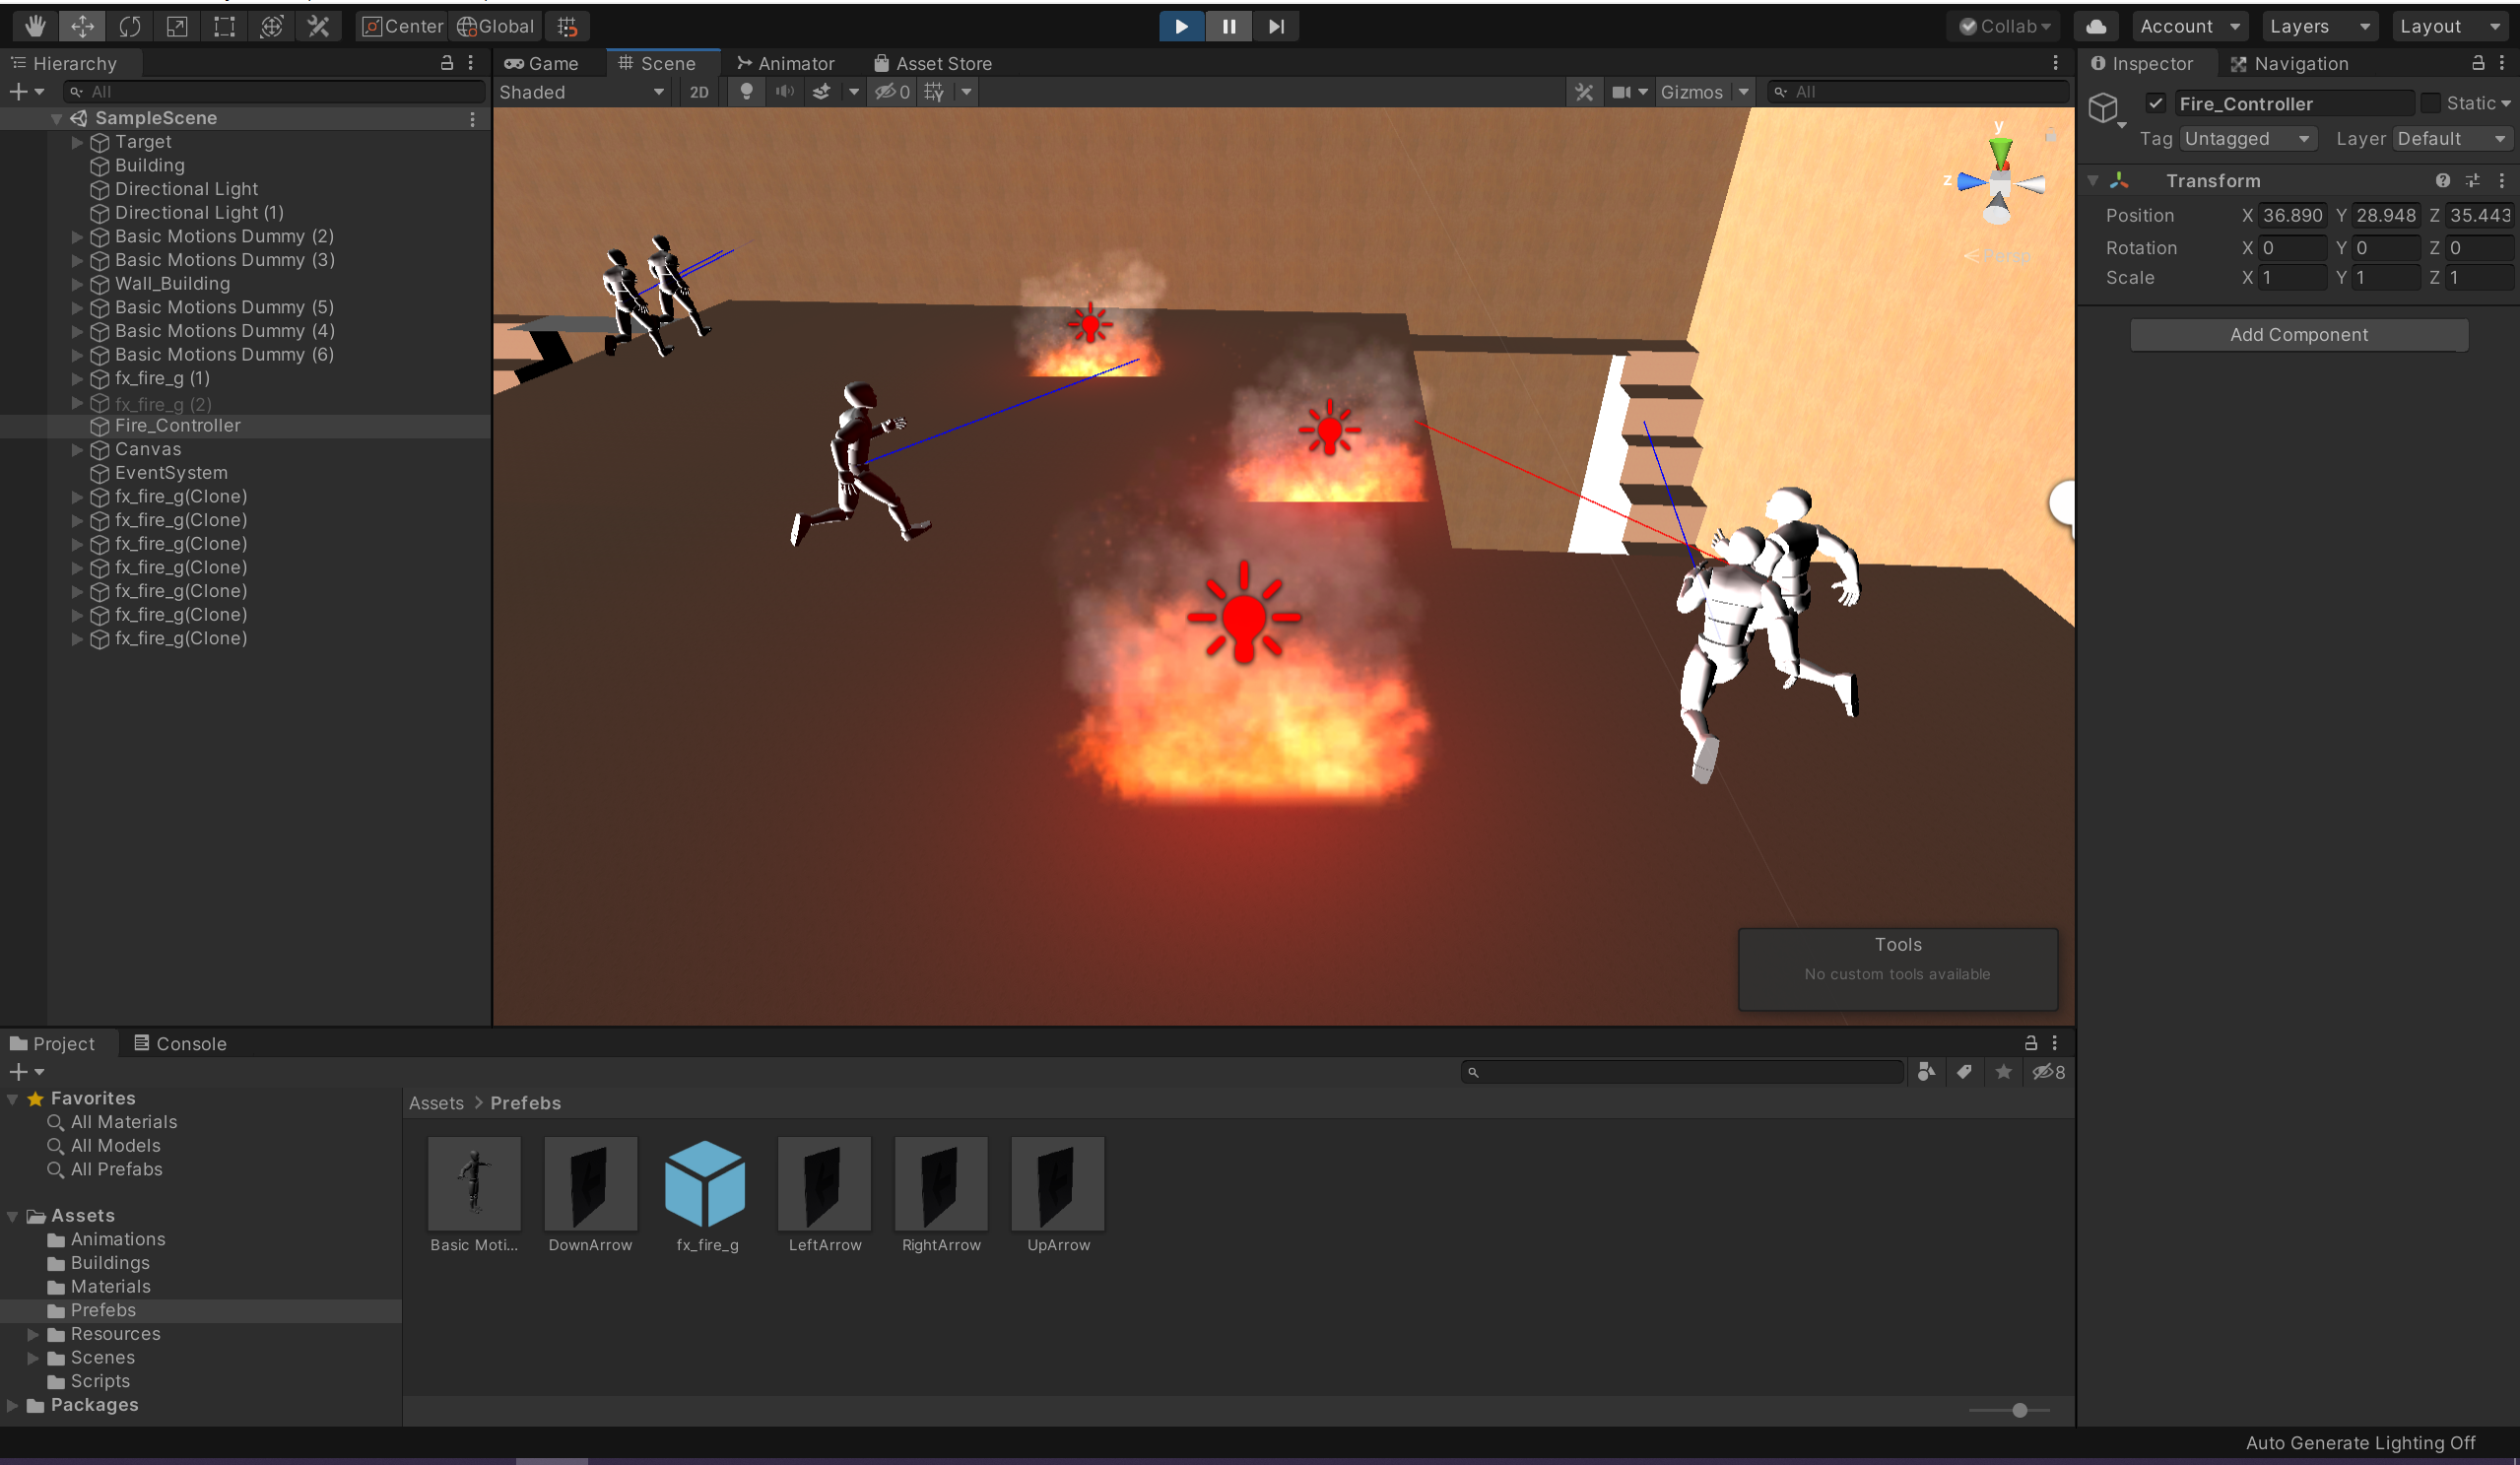 Center Global Collab Account Layers Layout
Hierarchy
All
SampleScene
Target
Building
Directional Light
Directional Light (1)
Basic Motions Dummy (2)
Basic Motions Dummy (3)
Wall_Building
Basic Motions Dummy (5)
Basic Motions Dummy (4)
Basic Motions Dummy (6)
fx_fire_g (1)
fx_fire_g (2)
Fire_Controller
Canvas
EventSystem
fx_fire_g(Clone)
fx_fire_g(Clone)
fx_fire_g(Clone)
fx_fire_g(Clone)
fx_fire_g(Clone)
fx_fire_g(Clone)
fx_fire_g(Clone)
Game Scene Animator Asset Store
Shaded 2D 0 Gizmos All
y
z
Persp
Tools
No custom tools available
Inspector Navigation
Fire_Controller Static
Tag Untagged Layer Default
Transform
Position X 36.890 Y 28.948 Z 35.443
Rotation X 0 Y 0 Z 0
Scale X 1 Y 1 Z 1
Add Component
Project Console
8
Favorites
All Materials
All Models
All Prefabs
Assets
Animations
Buildings
Materials
Prefebs
Resources
Scenes
Scripts
Packages
Assets > Prefebs
Basic Moti... DownArrow fx_fire_g LeftArrow RightArrow UpArrow
Auto Generate Lighting Off